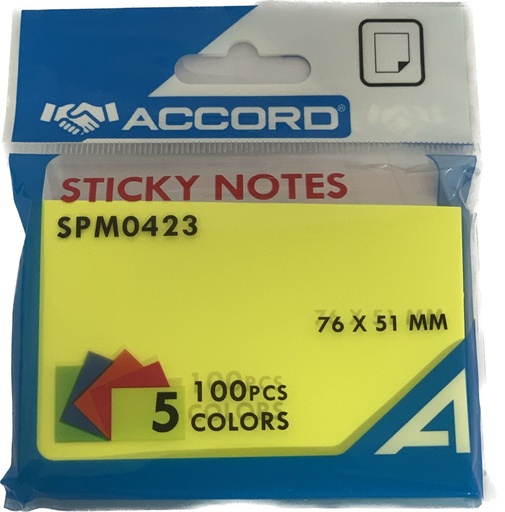 ACCORD®
STICKY NOTES
SPM0423
76 X 51 MM
5 100PCS
COLORS
A